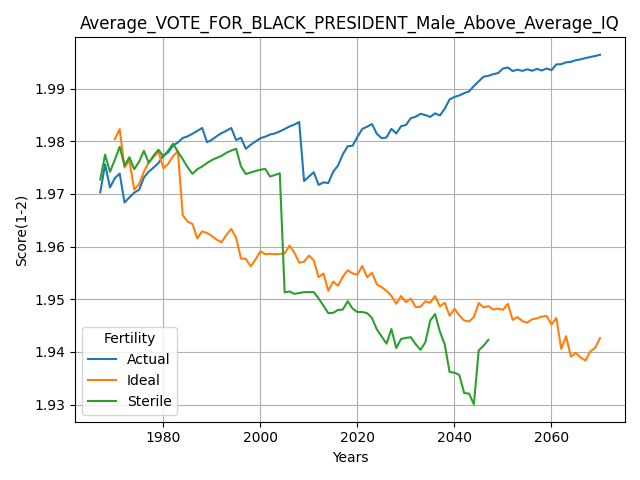 Average_VOTE_FOR_BLACK_PRESIDENT_Male_Above_Average_IQ
Score(1-2)
1.99
1.98
1.97
1.96
1.95
1.94
1.93
Fertility
Actual
Ideal
Sterile
1980 2000 2020 2040 2060
Years